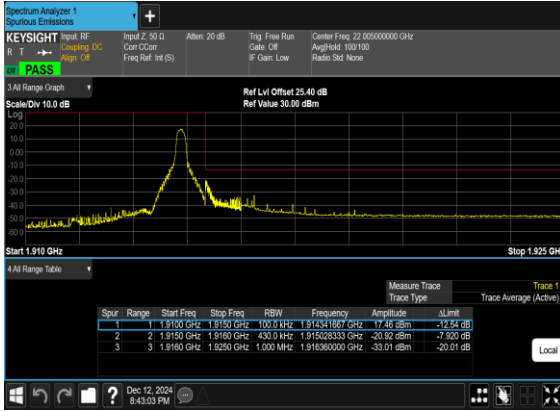 Spectrum Analyzer 1
Spurious Emissions
+
KEYSIGHT Input: RF Input Z: 50 Ω Atten: 20 dB Trig: Free Run Center Freq: 22.005000000 GHz
R T Coupling: DC Corr CCorr Gate: Off Avg|Hold: 100/100
Align: Off Freq Ref: Int (S) IF Gain: Low Radio Std: None
PASS
3 All Range Graph
Ref Lvl Offset 25.40 dB
Scale/Div 10.0 dB Ref Value 30.00 dBm
Log
20.0
10.0
0.00
-10.0
-20.0
-30.0
-40.0
-50.0
-60.0
Start 1.910 GHz Stop 1.925 GH
4 All Range Table
Measure Trace Trace 1
Trace Type Trace Average (Active)
Spur Range Start Freq Stop Freq RBW Frequency Amplitude ΔLimit
1 1 1.9100 GHz 1.9150 GHz 100.0 kHz 1.914341667 GHz 17.46 dBm -12.54 dB
2 2 1.9150 GHz 1.9160 GHz 430.0 kHz 1.915028333 GHz -20.92 dBm -7.920 dB
3 3 1.9160 GHz 1.9250 GHz 1.000 MHz 1.916360000 GHz -33.01 dBm -20.01 dB
Local
?
Dec 12, 2024
8:43:03 PM